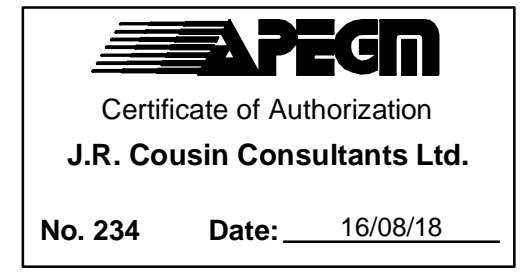 APEGM
Certificate of Authorization
J.R. Cousin Consultants Ltd.
No. 234 Date: 16/08/18